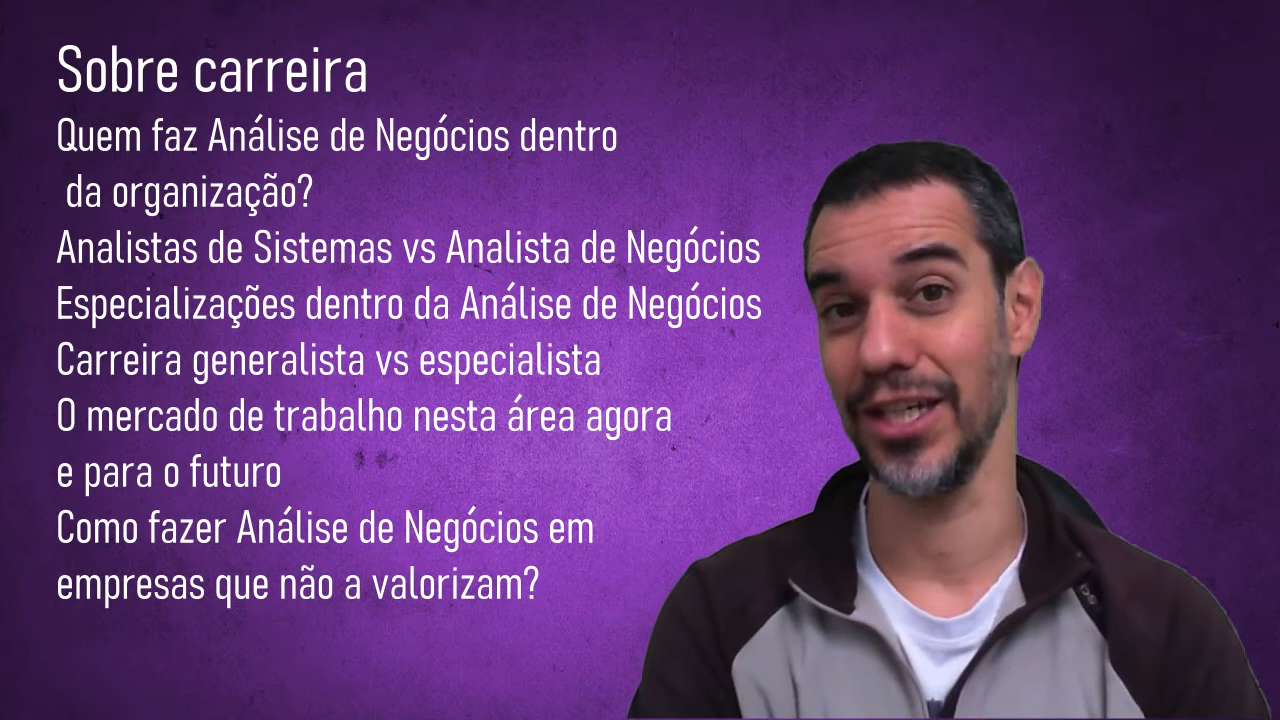 Sobre carreira
Quem faz Análise de Negócios dentro
da organização?
Analistas de Sistemas vs Analista de Negócios
Especializações dentro da Análise de Negócios
Carreira generalista vs especialista
O mercado de trabalho nesta área agora
e para o futuro
Como fazer Análise de Negócios em
empresas que não a valorizam?